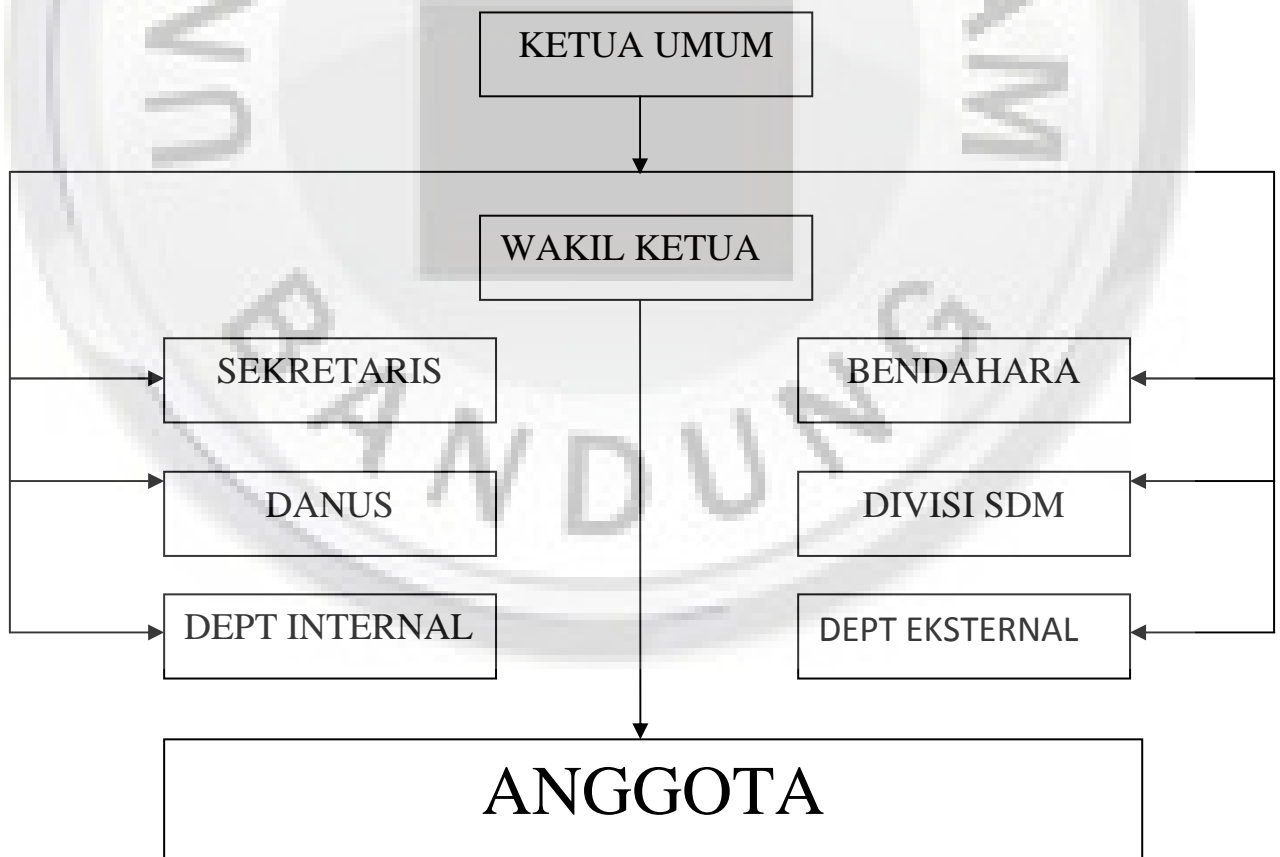 KETUA UMUM
WAKIL KETUA
SEKRETARIS
BENDAHARA
DANUS
DIVISI SDM
DEPT INTERNAL
DEPT EKSTERNAL
ANGGOTA
BANDUNG